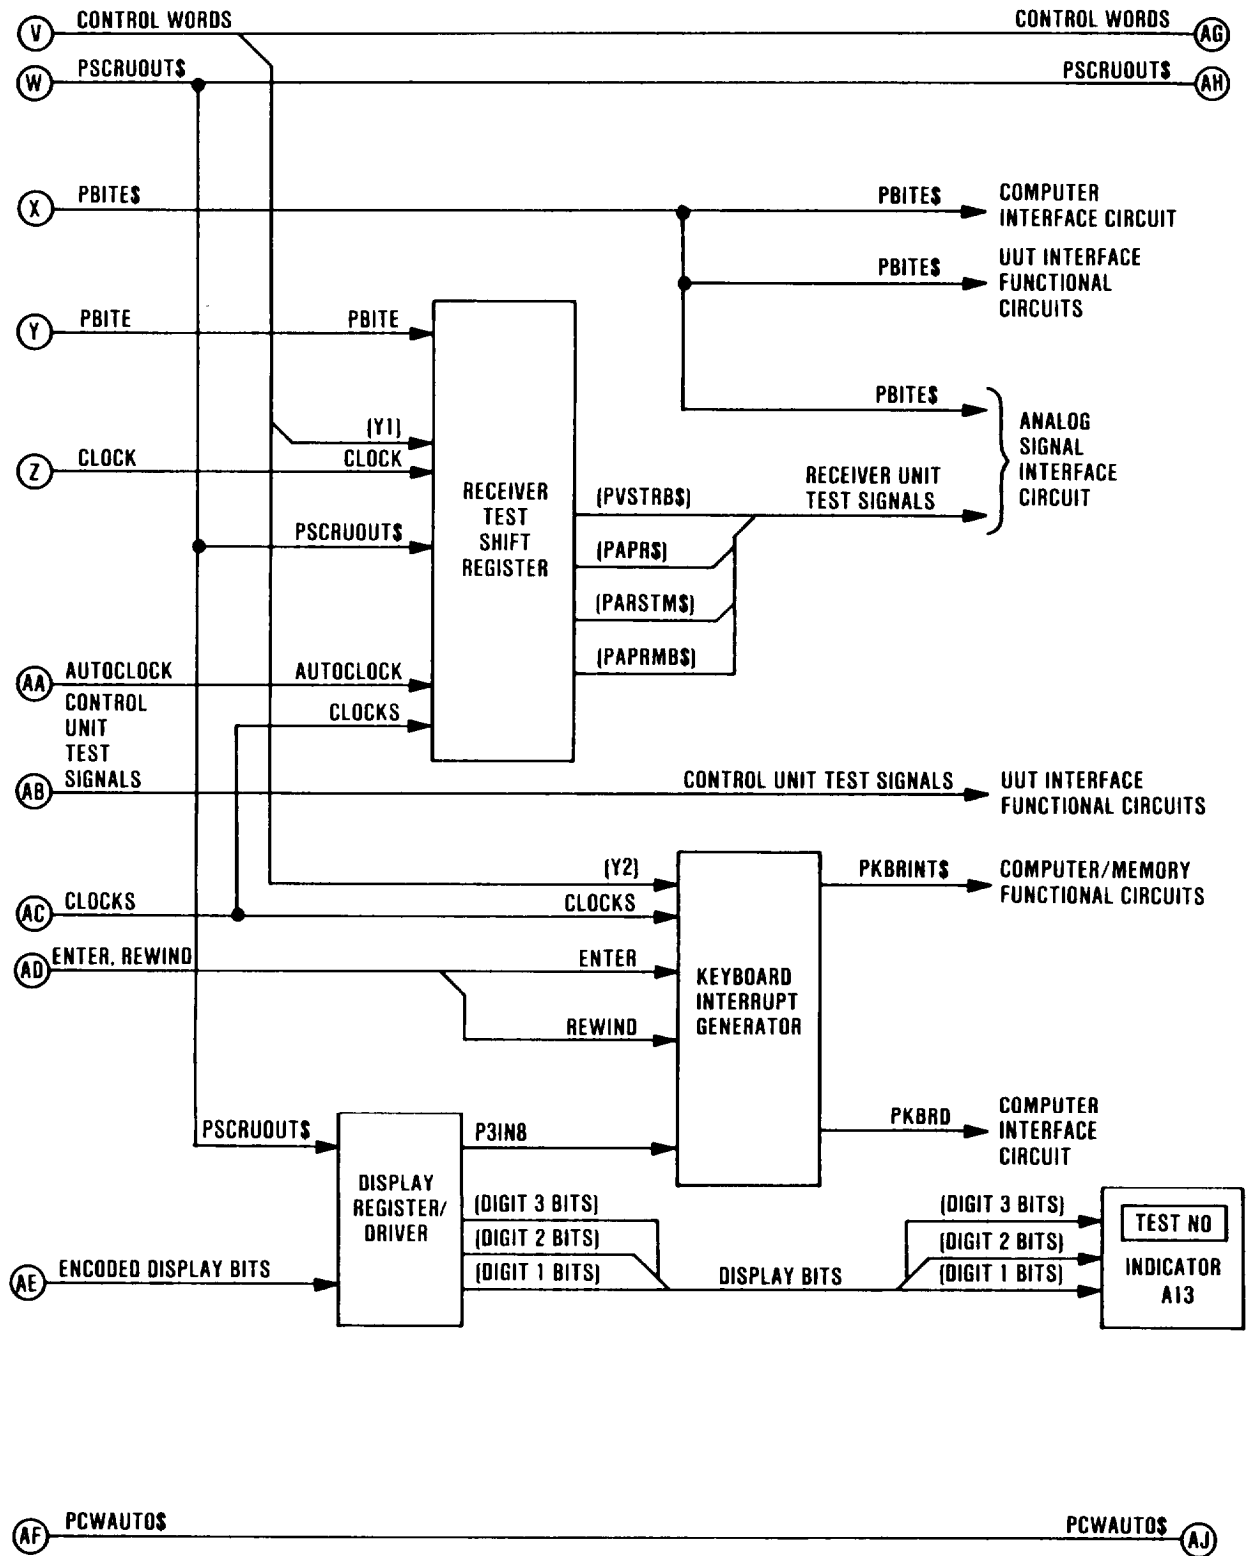 V CONTROL WORDS CONTROL WORDS AG
W PSCRUOUT$ PSCRUOUT$ AH
X PBITE$ PBITE$ COMPUTER
INTERFACE CIRCUIT
PBITE$ UUT INTERFACE
FUNCTIONAL
CIRCUITS
Y PBITE PBITE
PBITE$
ANALOG
SIGNAL
INTERFACE
CIRCUIT
(Y1)
Z CLOCK CLOCK
RECEIVER
TEST
SHIFT
REGISTER
(PVSTRB$)
RECEIVER UNIT
TEST SIGNALS
PSCRUOUT$
(PAPR$)
(PARSTM$)
(PAPRMB$)
AA AUTOCLOCK AUTOCLOCK
CLOCKS
CONTROL
UNIT
TEST
SIGNALS
AB
CONTROL UNIT TEST SIGNALS
UUT INTERFACE
FUNCTIONAL CIRCUITS
(Y2)
PKBRINT$
COMPUTER/MEMORY
FUNCTIONAL CIRCUITS
AC CLOCKS CLOCKS
AD ENTER, REWIND ENTER
KEYBOARD
INTERRUPT
GENERATOR
REWIND
PKBRD
COMPUTER
INTERFACE
CIRCUIT
PSCRUOUT$
P3IN8
DISPLAY
REGISTER/
DRIVER
(DIGIT 3 BITS)
(DIGIT 2 BITS)
(DIGIT 1 BITS)
DISPLAY BITS
(DIGIT 3 BITS)
(DIGIT 2 BITS)
(DIGIT 1 BITS)
TEST NO
INDICATOR
A13
AE ENCODED DISPLAY BITS
AF PCWAUTO$ PCWAUTO$ AJ